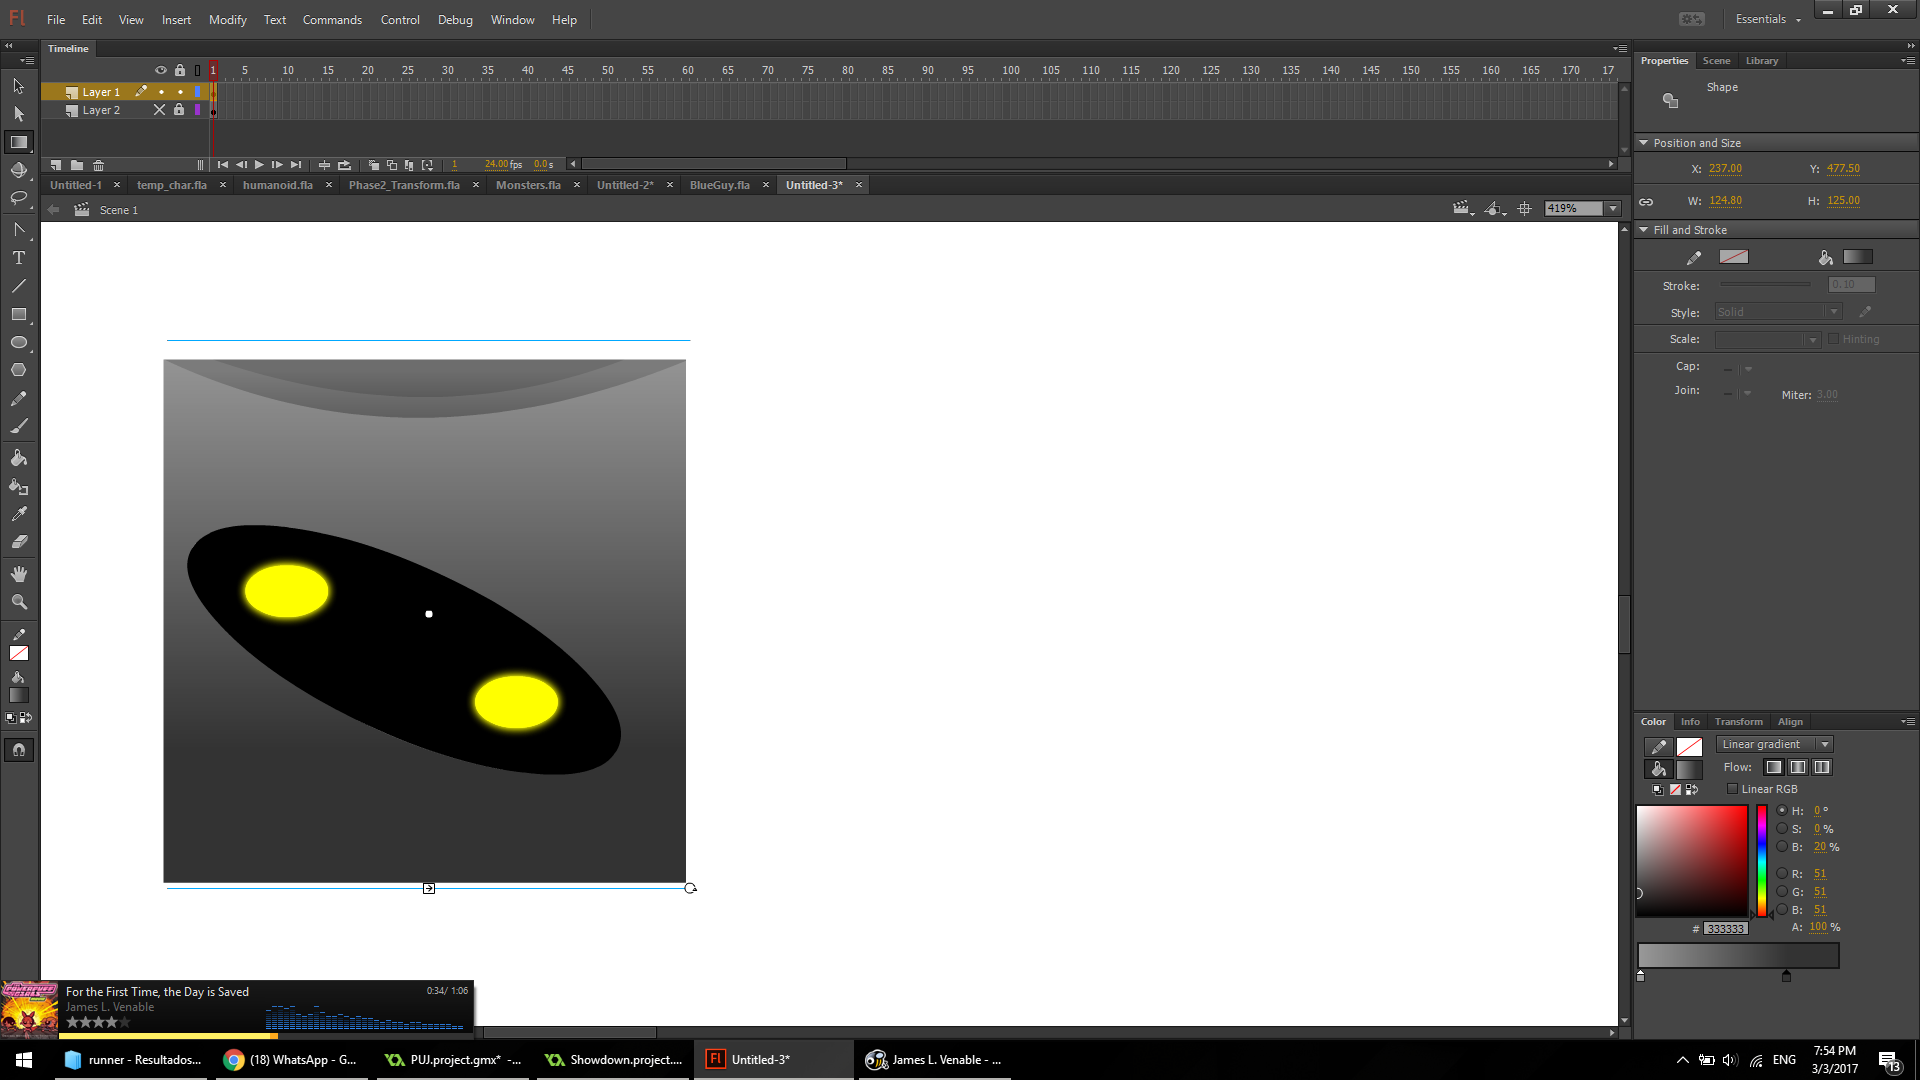 Fl File Edit View Insert Modify Text Commands Control Debug Window Help Essentials
Timeline
1 5 10 15 20 25 30 35 40 45 50 55 60 65 70 75 80 85 90 95 100 105 110 115 120 125 130 135 140 145 150 155 160 165 170 17
Layer 1
Layer 2
1 24.00 fps 0.0 s
Untitled-1 temp_char.fla humanoid.fla Phase2_Transform.fla Monsters.fla Untitled-2* BlueGuy.fla Untitled-3*
Scene 1 419%
Properties Scene Library
Shape
Position and Size
X: 237.00 Y: 477.50
W: 124.80 H: 125.00
Fill and Stroke
Stroke: 0.10
Style: Solid
Scale: Hinting
Cap:
Join: Miter: 3.00
Color Info Transform Align
Linear gradient
Flow:
Linear RGB
H: 0 °
S: 0 %
B: 20 %
R: 51
G: 51
B: 51
# 333333 A: 100 %
For the First Time, the Day is Saved 0:34/ 1:06
James L. Venable
runner - Resultados... (18) WhatsApp - G... PUJ.project.gmx* -... Showdown.project.... Fl Untitled-3* James L. Venable - ... ENG 7:54 PM
3/3/2017 13